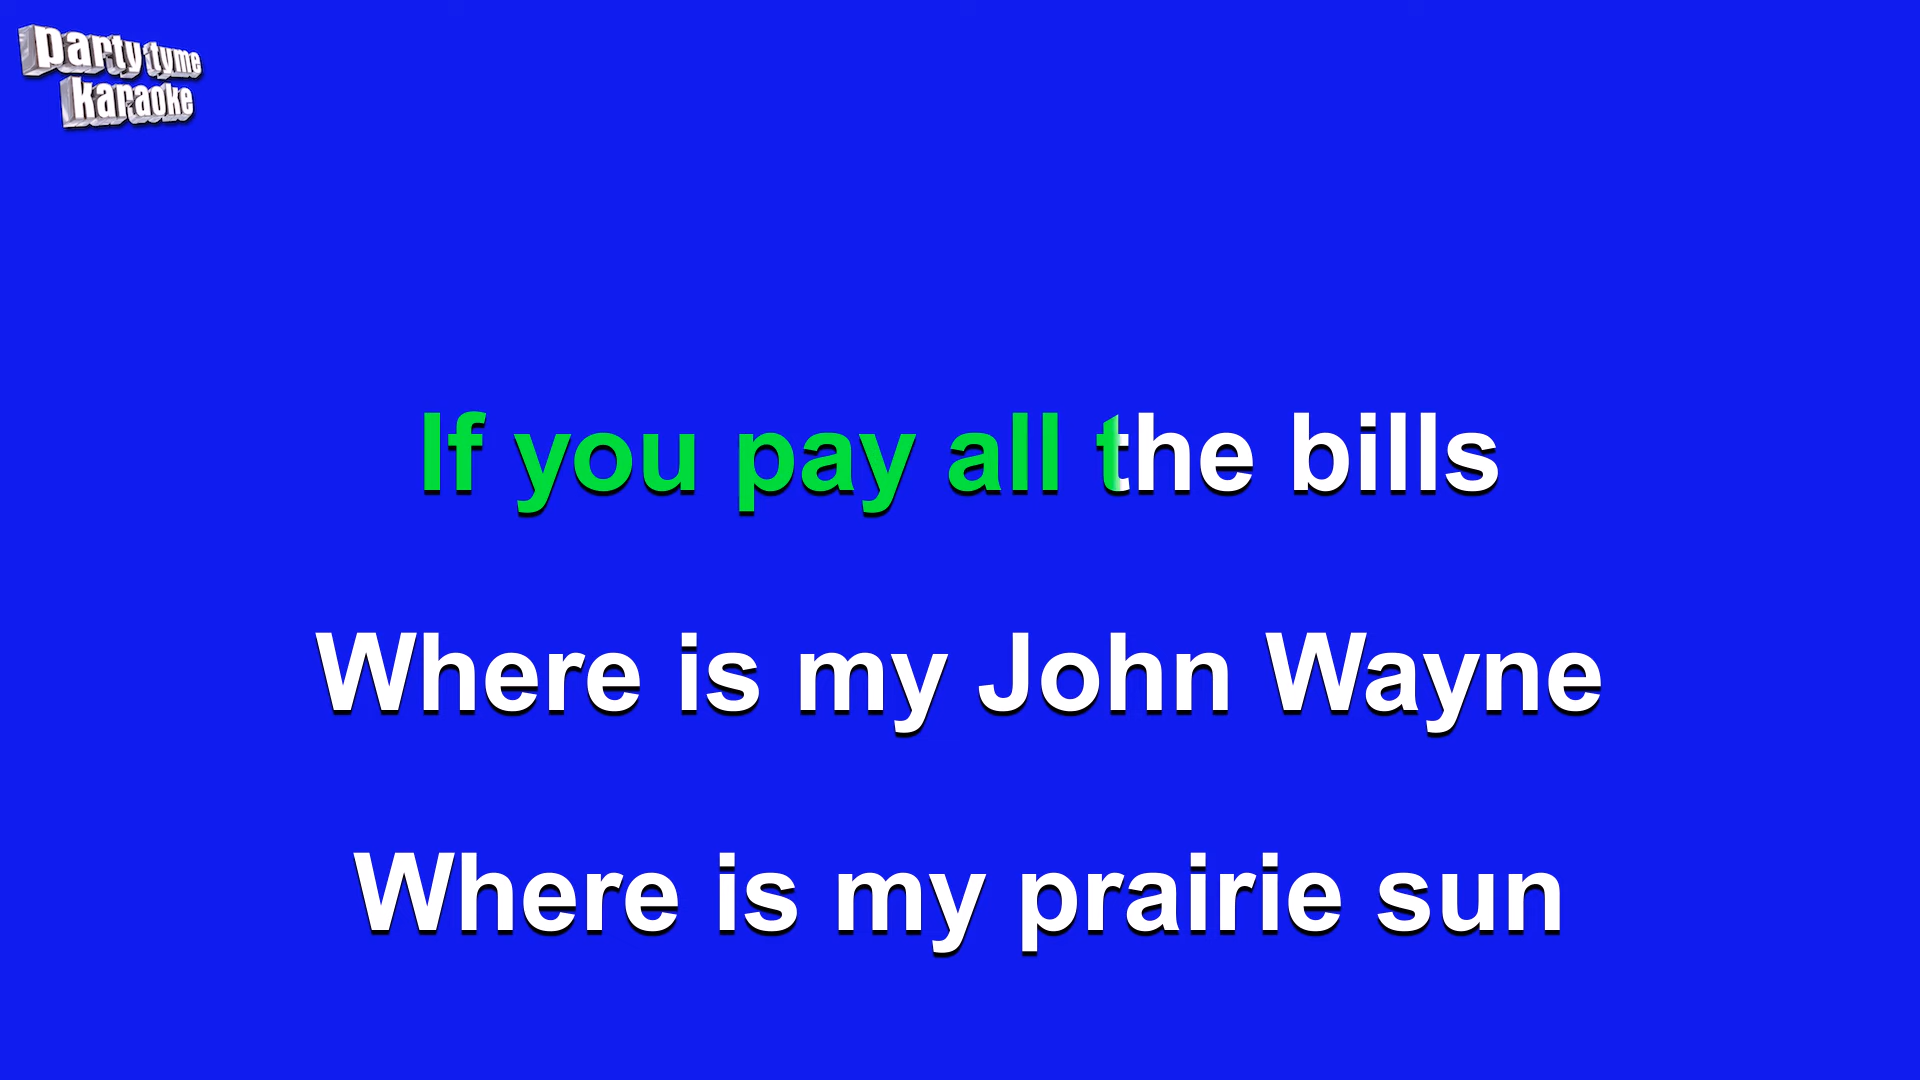 party tyme
karaoke
If you pay all the bills
Where is my John Wayne
Where is my prairie sun